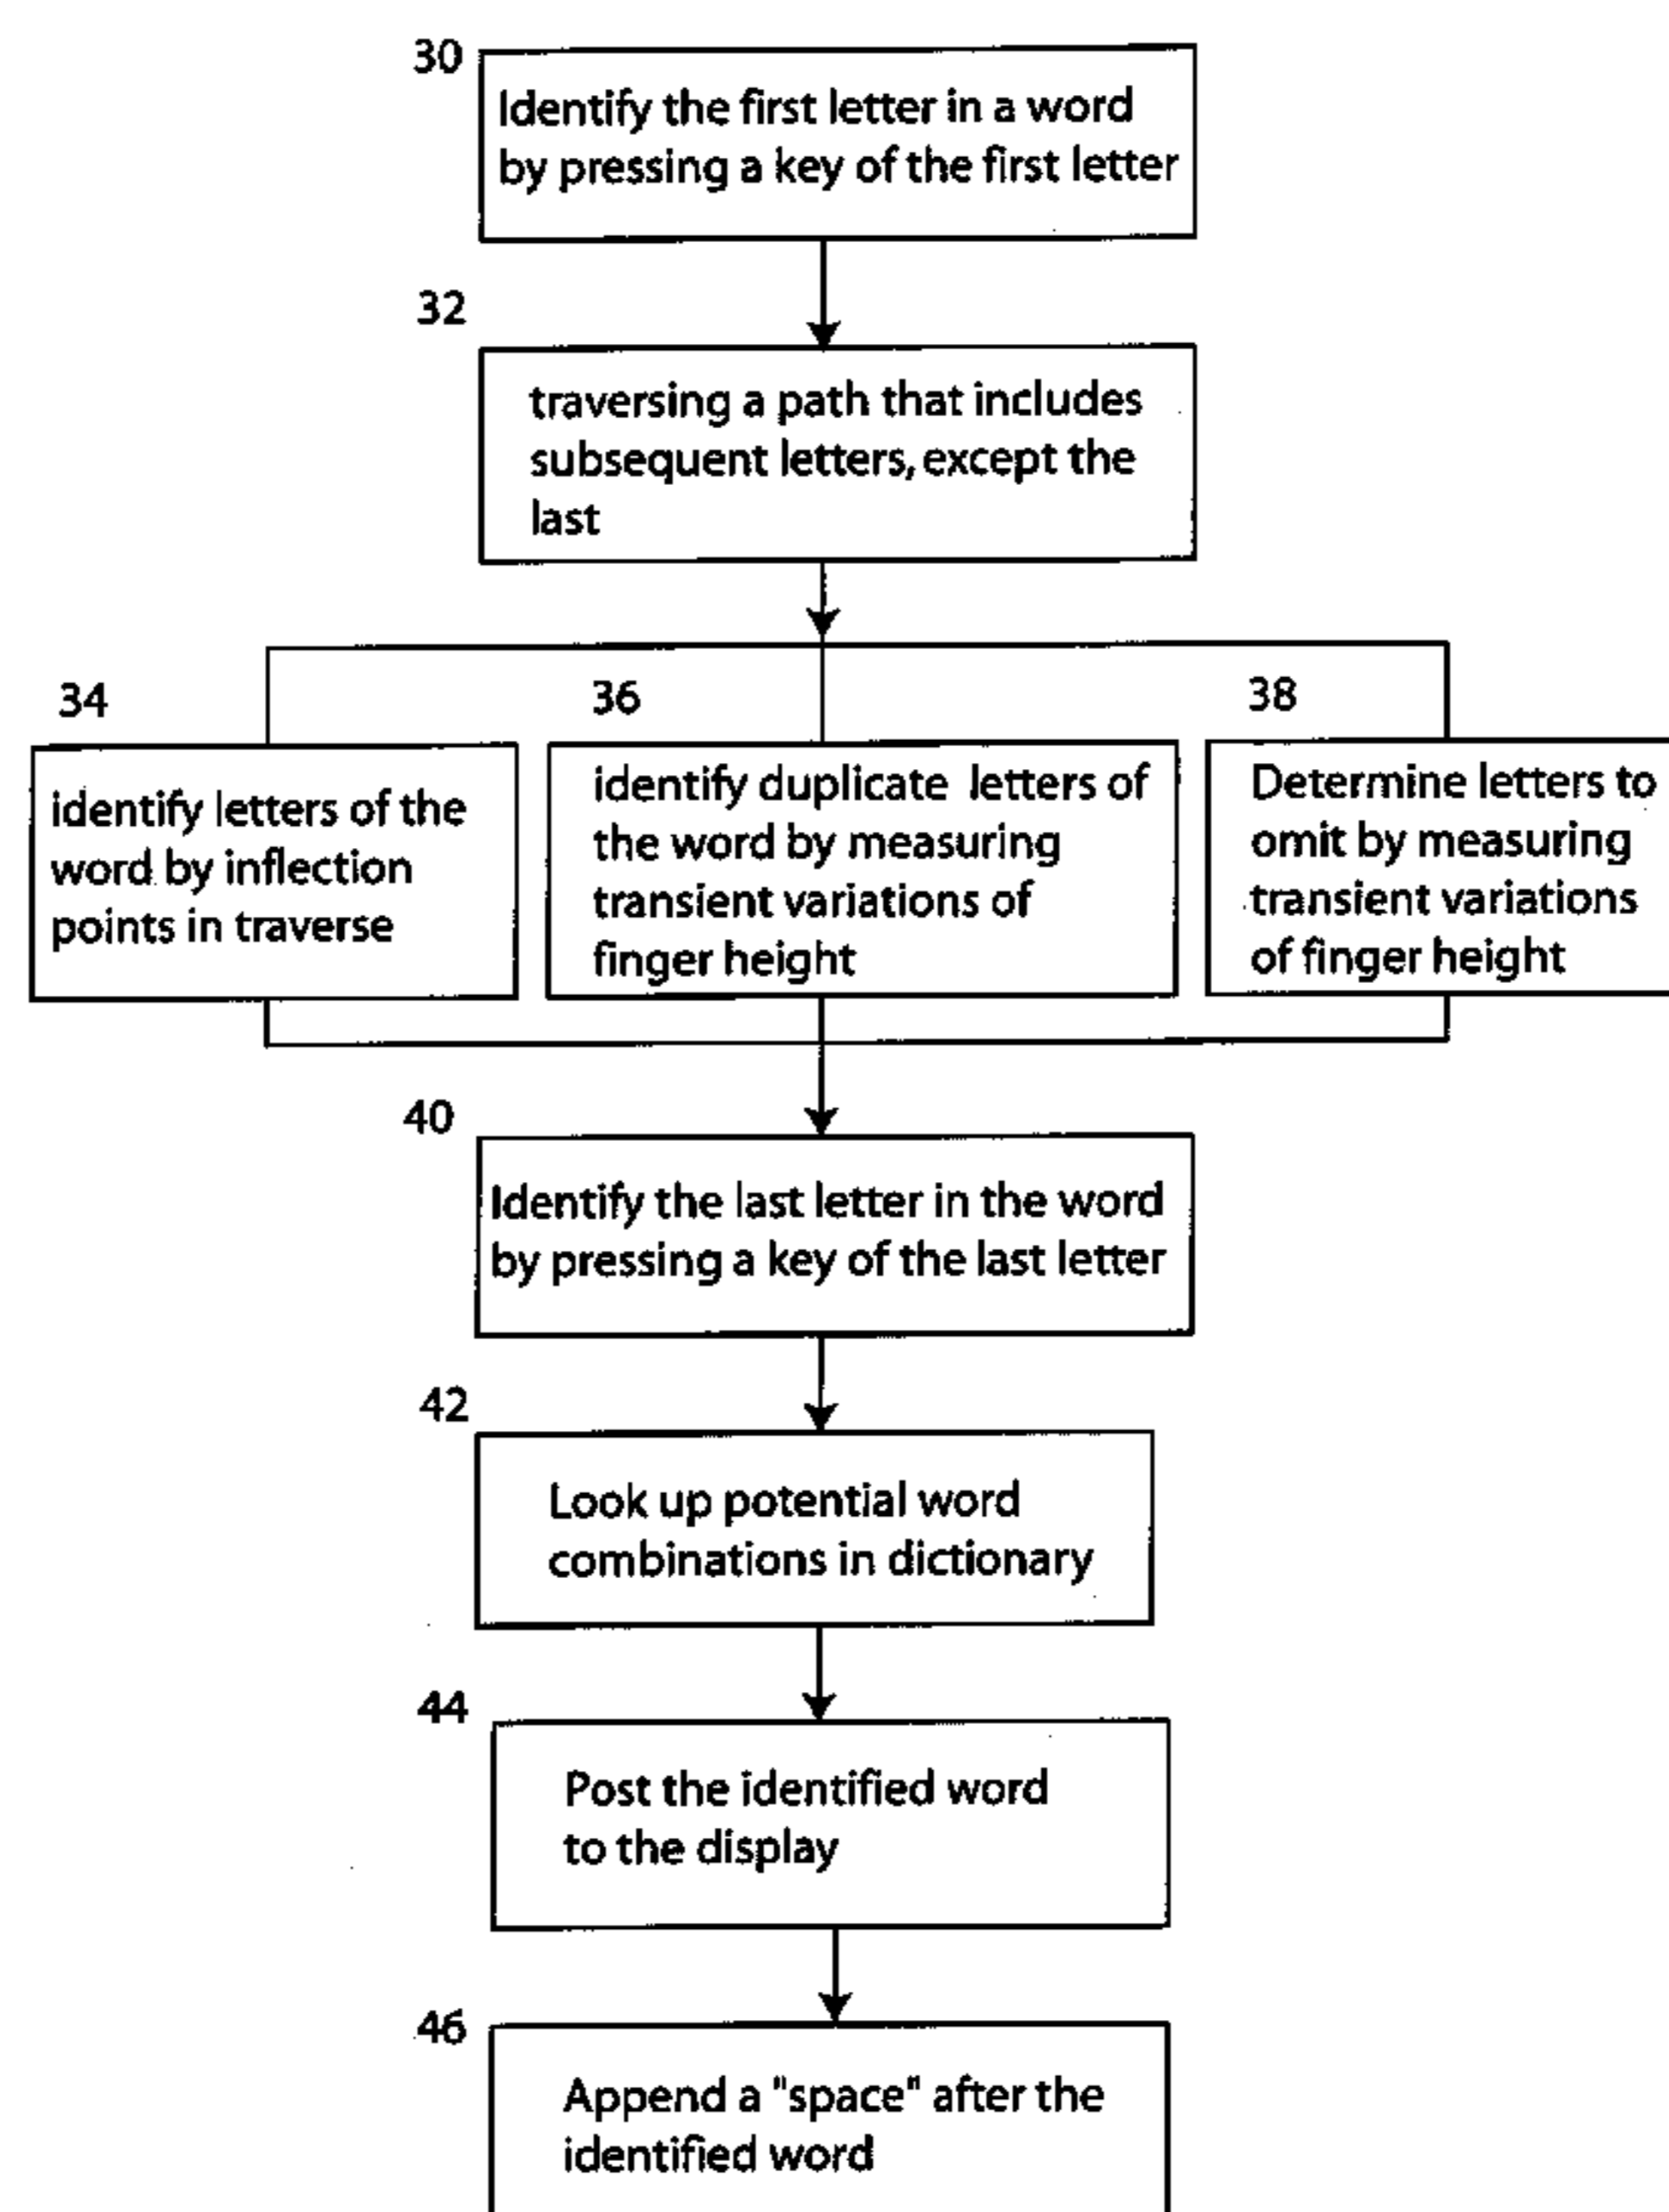 30
Identify the first letter in a word
by pressing a key of the first letter
32
traversing a path that includes
subsequent letters, except the
last
34
identify letters of the
word by inflection
points in traverse
36
identify duplicate letters of
the word by measuring
transient variations of
finger height
38
Determine letters to
omit by measuring
transient variations
of finger height
40
Identify the last letter in the word
by pressing a key of the last letter
42
Look up potential word
combinations in dictionary
44
Post the identified word
to the display
46
Append a "space" after the
identified word